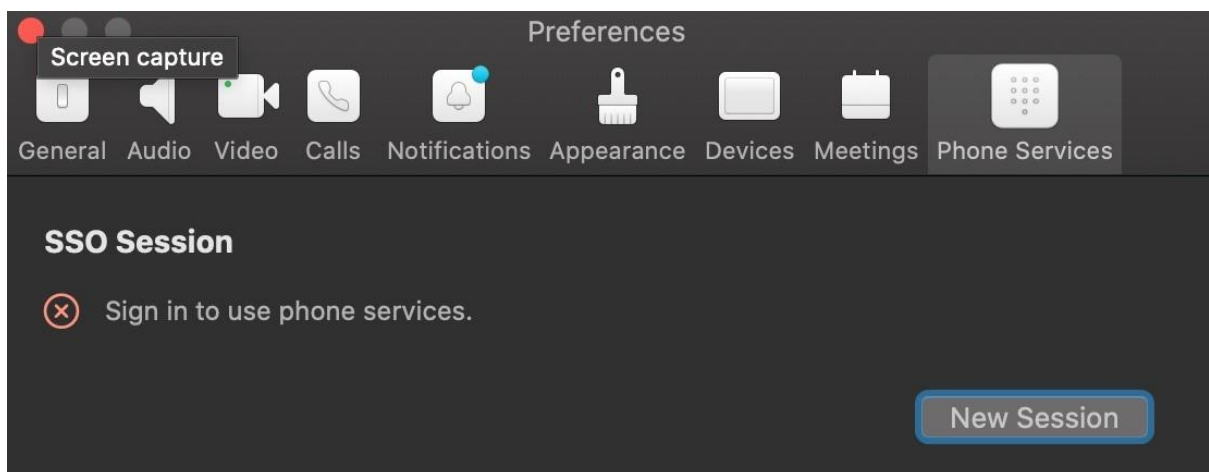 Preferences
Screen capture
General Audio Video Calls Notifications Appearance Devices Meetings Phone Services
SSO Session
Sign in to use phone services.
New Session